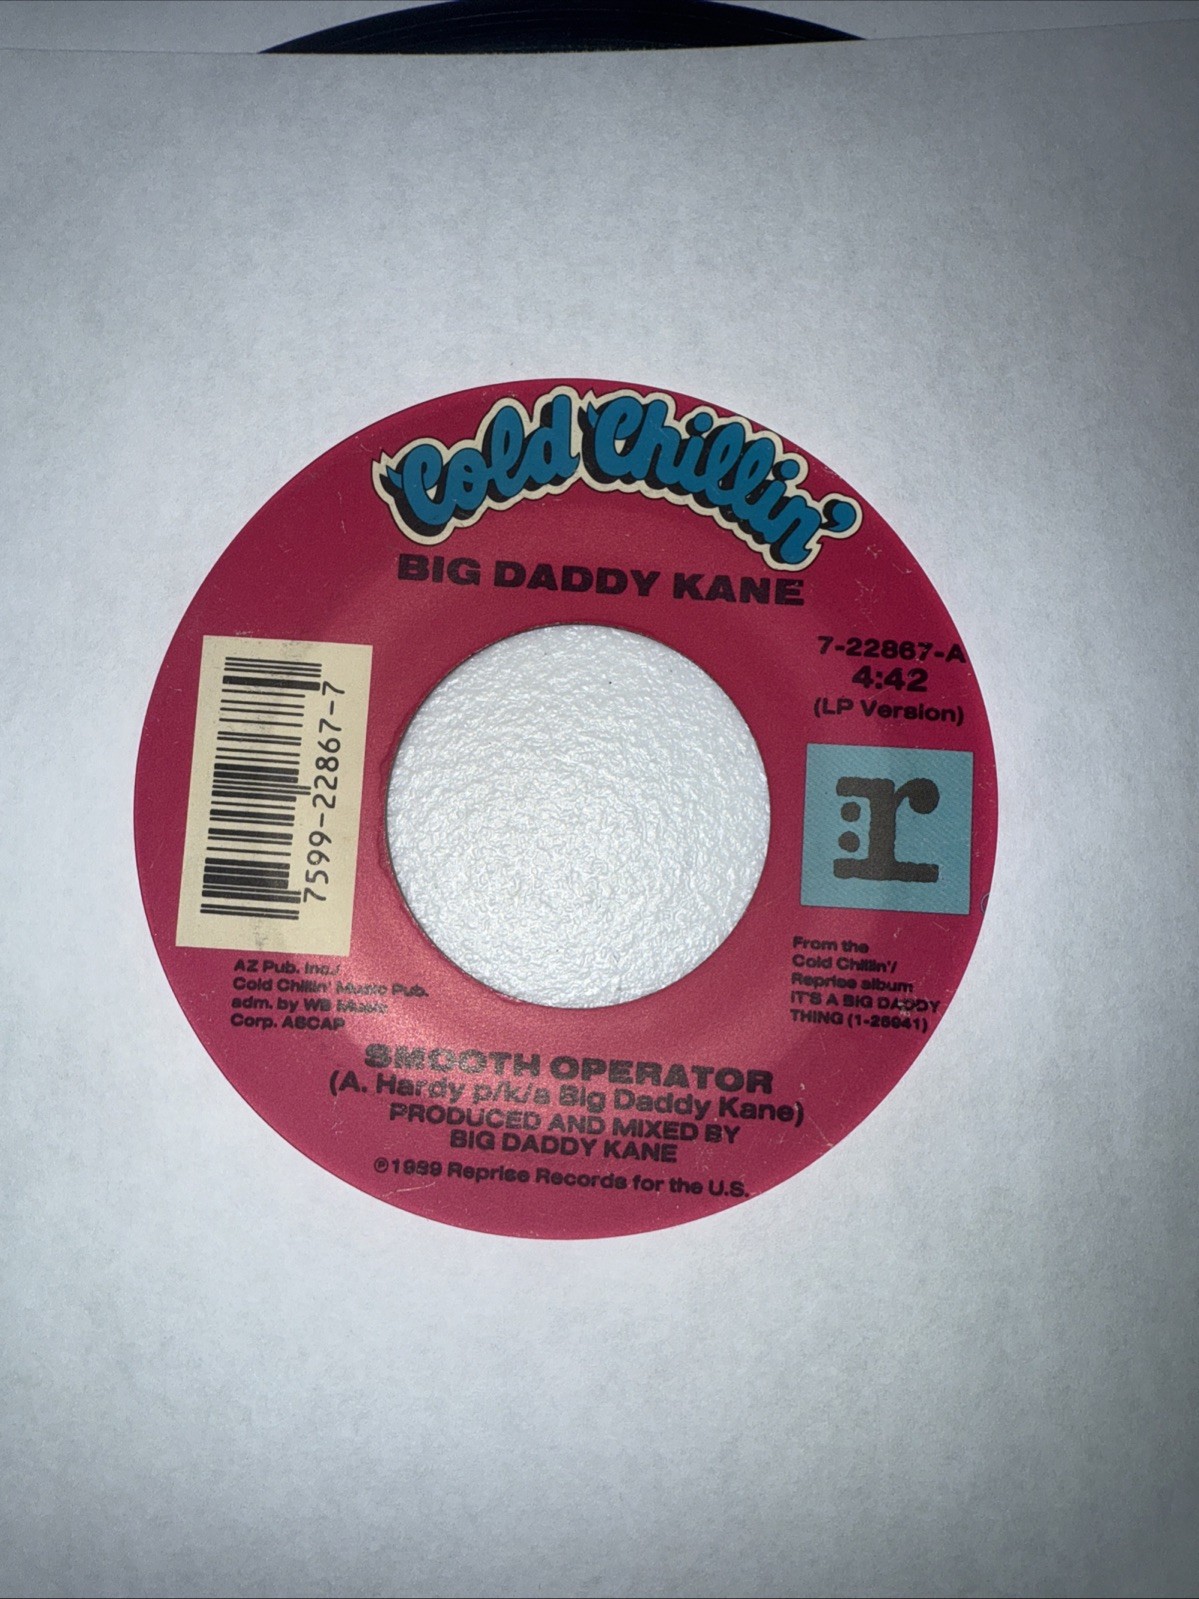 Cold Chillin'
BIG DADDY KANE
7-22867-A
4:42
(LP Version)
7599-22867-7
r
From the
Cold Chillin'/
Reprise album
IT'S A BIG DADDY
THING (1-25941)
AZ Pub. Inc./
Cold Chillin' Music Pub.
adm. by WB Music
Corp. ASCAP
SMOOTH OPERATOR
(A. Hardy p/k/a Big Daddy Kane)
PRODUCED AND MIXED BY
BIG DADDY KANE
℗1989 Reprise Records for the U.S.